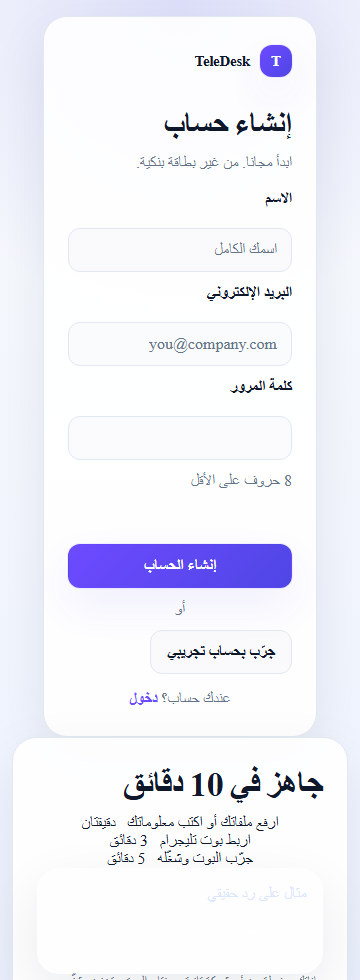 TeleDesk
T
إنشاء حساب
ابدأ مجانا. من غير بطاقة بنكية.
الاسم
اسمك الكامل
البريد الإلكتروني
you@company.com
كلمة المرور
8 حروف على الأقل
إنشاء الحساب
أو
جرّب بحساب تجريبي
عندك حساب؟ دخول
جاهز في 10 دقائق
ارفع ملفاتك أو اكتب معلوماتك دقيقتان
اربط بوت تليجرام 3 دقائق
جرّب البوت وشغّله 5 دقائق
مثال على رد حقيقي